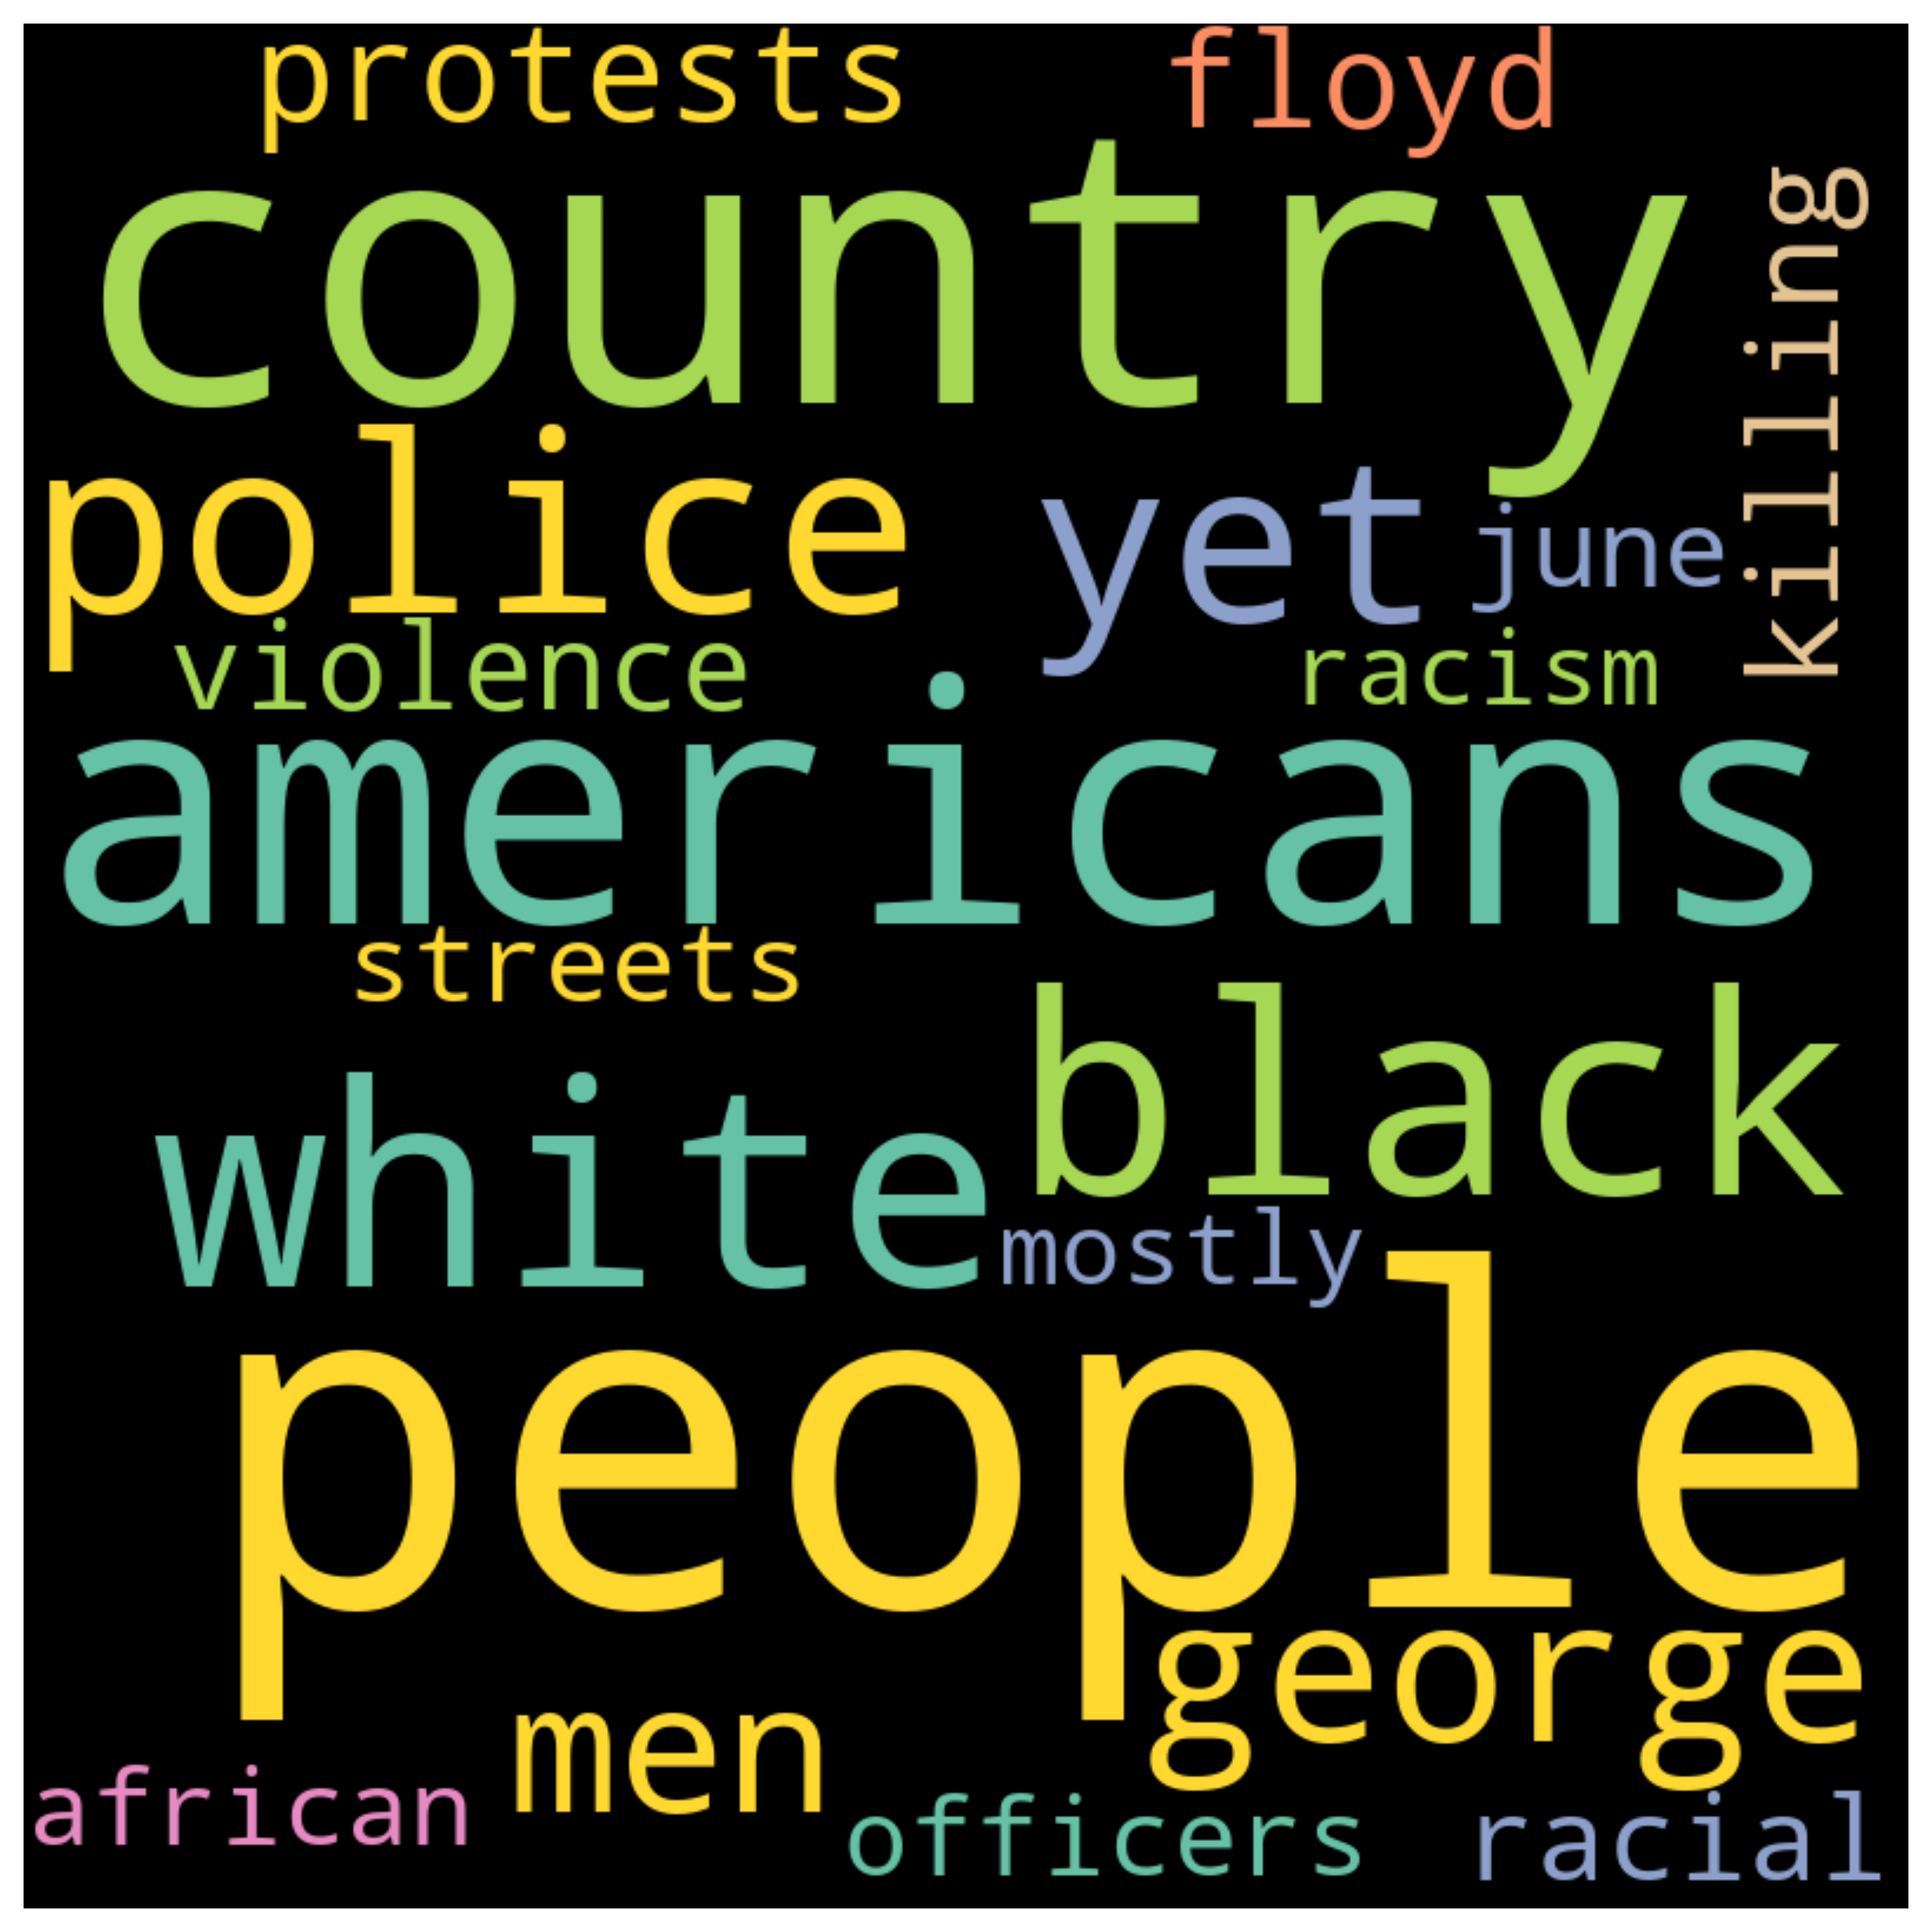 protests floyd
country
killing
police yet june
violence racism
americans
streets
black
white
mostly
people
george
men
african officers racial